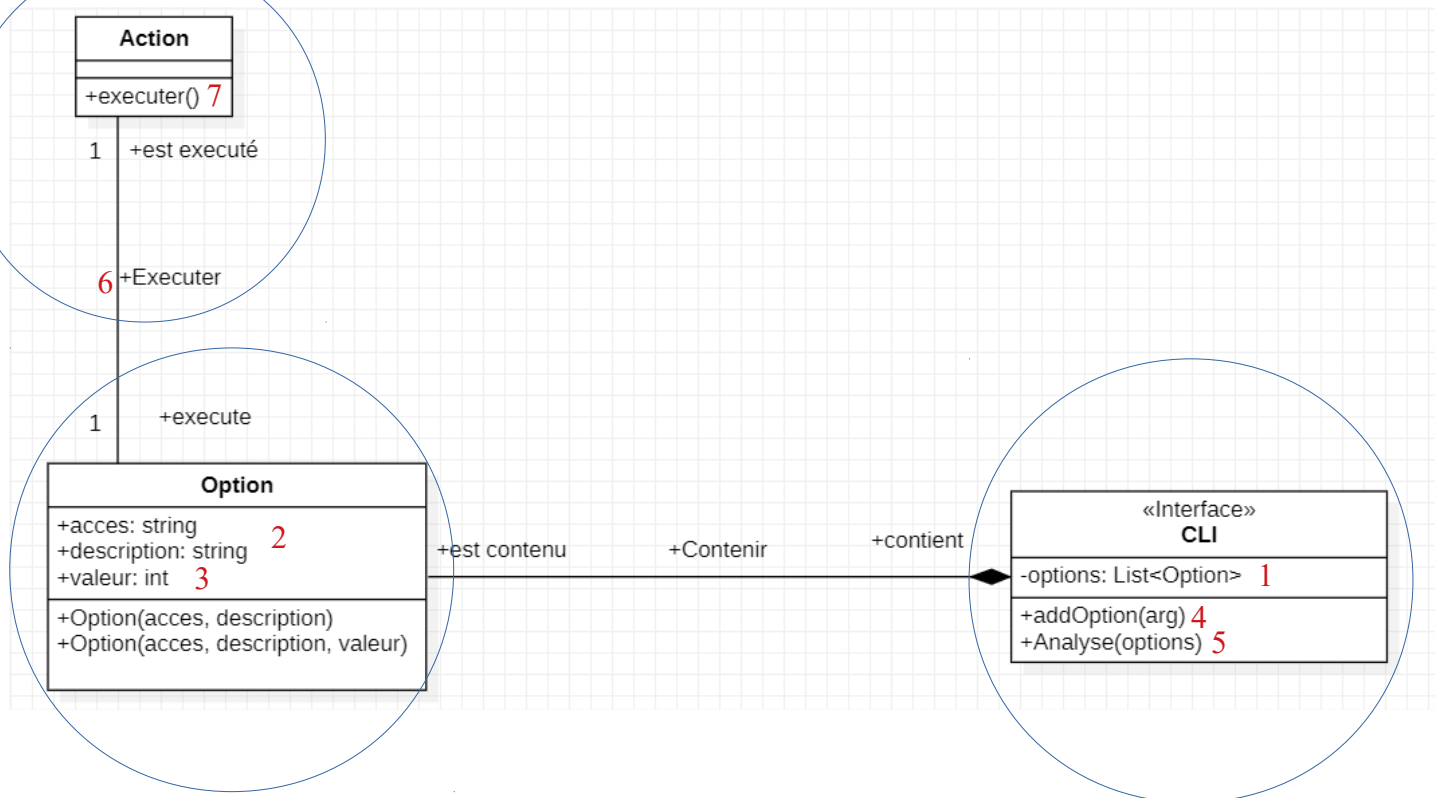 Action
+executer() 7
1 +est executé
6 +Executer
1 +execute
Option
+acces: string
+description: string 2
+valeur: int 3
+Option(acces, description)
+Option(acces, description, valeur)
+est contenu +Contenir +contient
«Interface»
CLI
-options: List<Option> 1
+addOption(arg) 4
+Analyse(options) 5